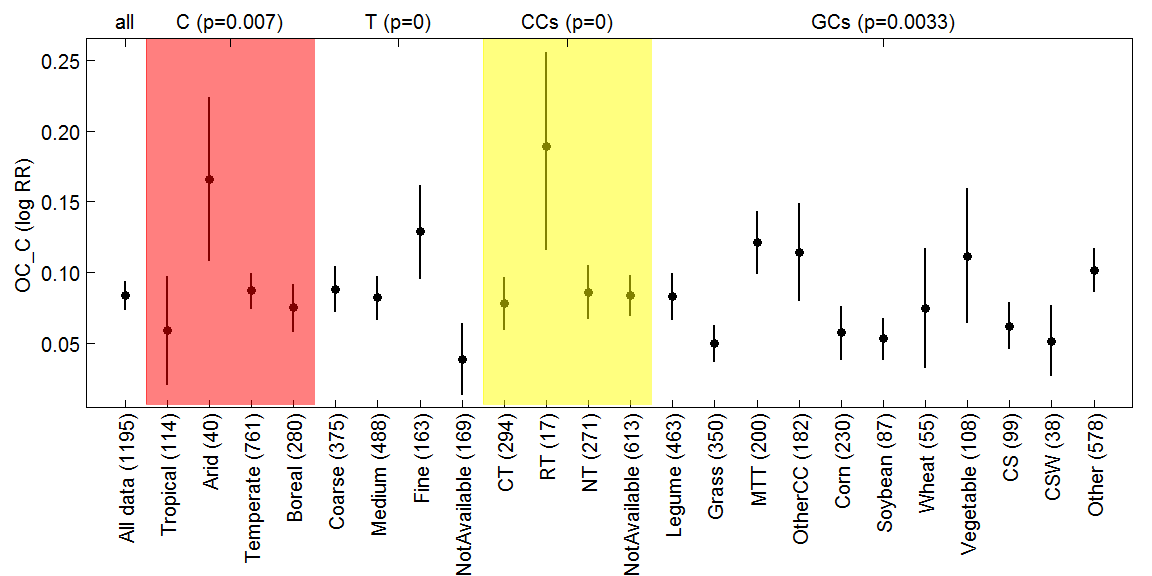 all C (p=0.007) T (p=0) CCs (p=0) GCs (p=0.0033)
OC_C (log RR)
0.25
0.20
0.15
0.10
0.05
All data (1195)
Tropical (114)
Arid (40)
Temperate (761)
Boreal (280)
Coarse (375)
Medium (488)
Fine (163)
NotAvailable (169)
CT (294)
RT (17)
NT (271)
NotAvailable (613)
Legume (463)
Grass (350)
MTT (200)
OtherCC (182)
Corn (230)
Soybean (87)
Wheat (55)
Vegetable (108)
CS (99)
CSW (38)
Other (578)